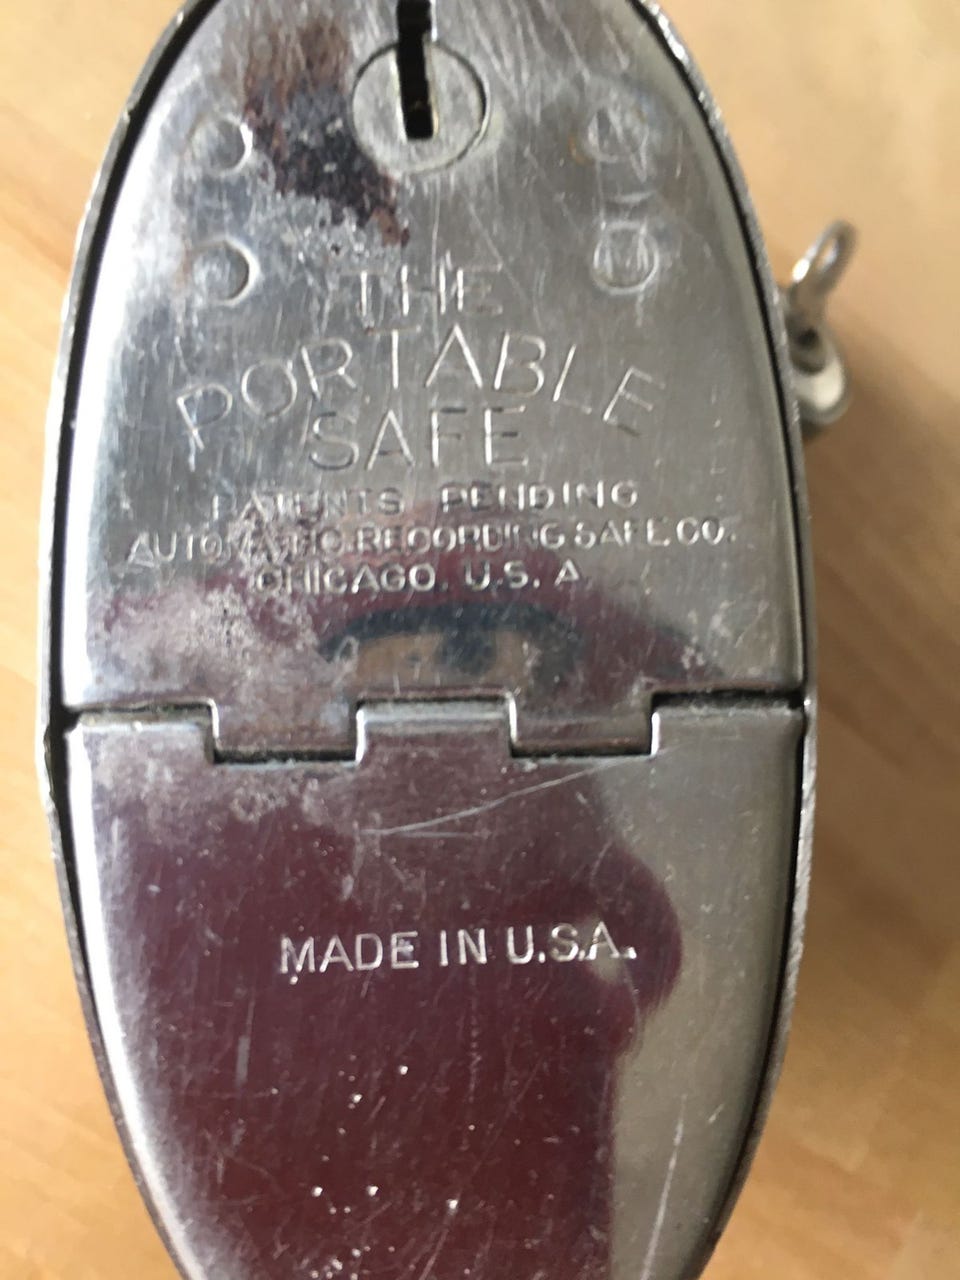 THE
PORTABLE
SAFE
PATENTS PENDING
AUTOMATIC RECORDING SAFE CO.
CHICAGO. U.S.A.
MADE IN U.S.A.